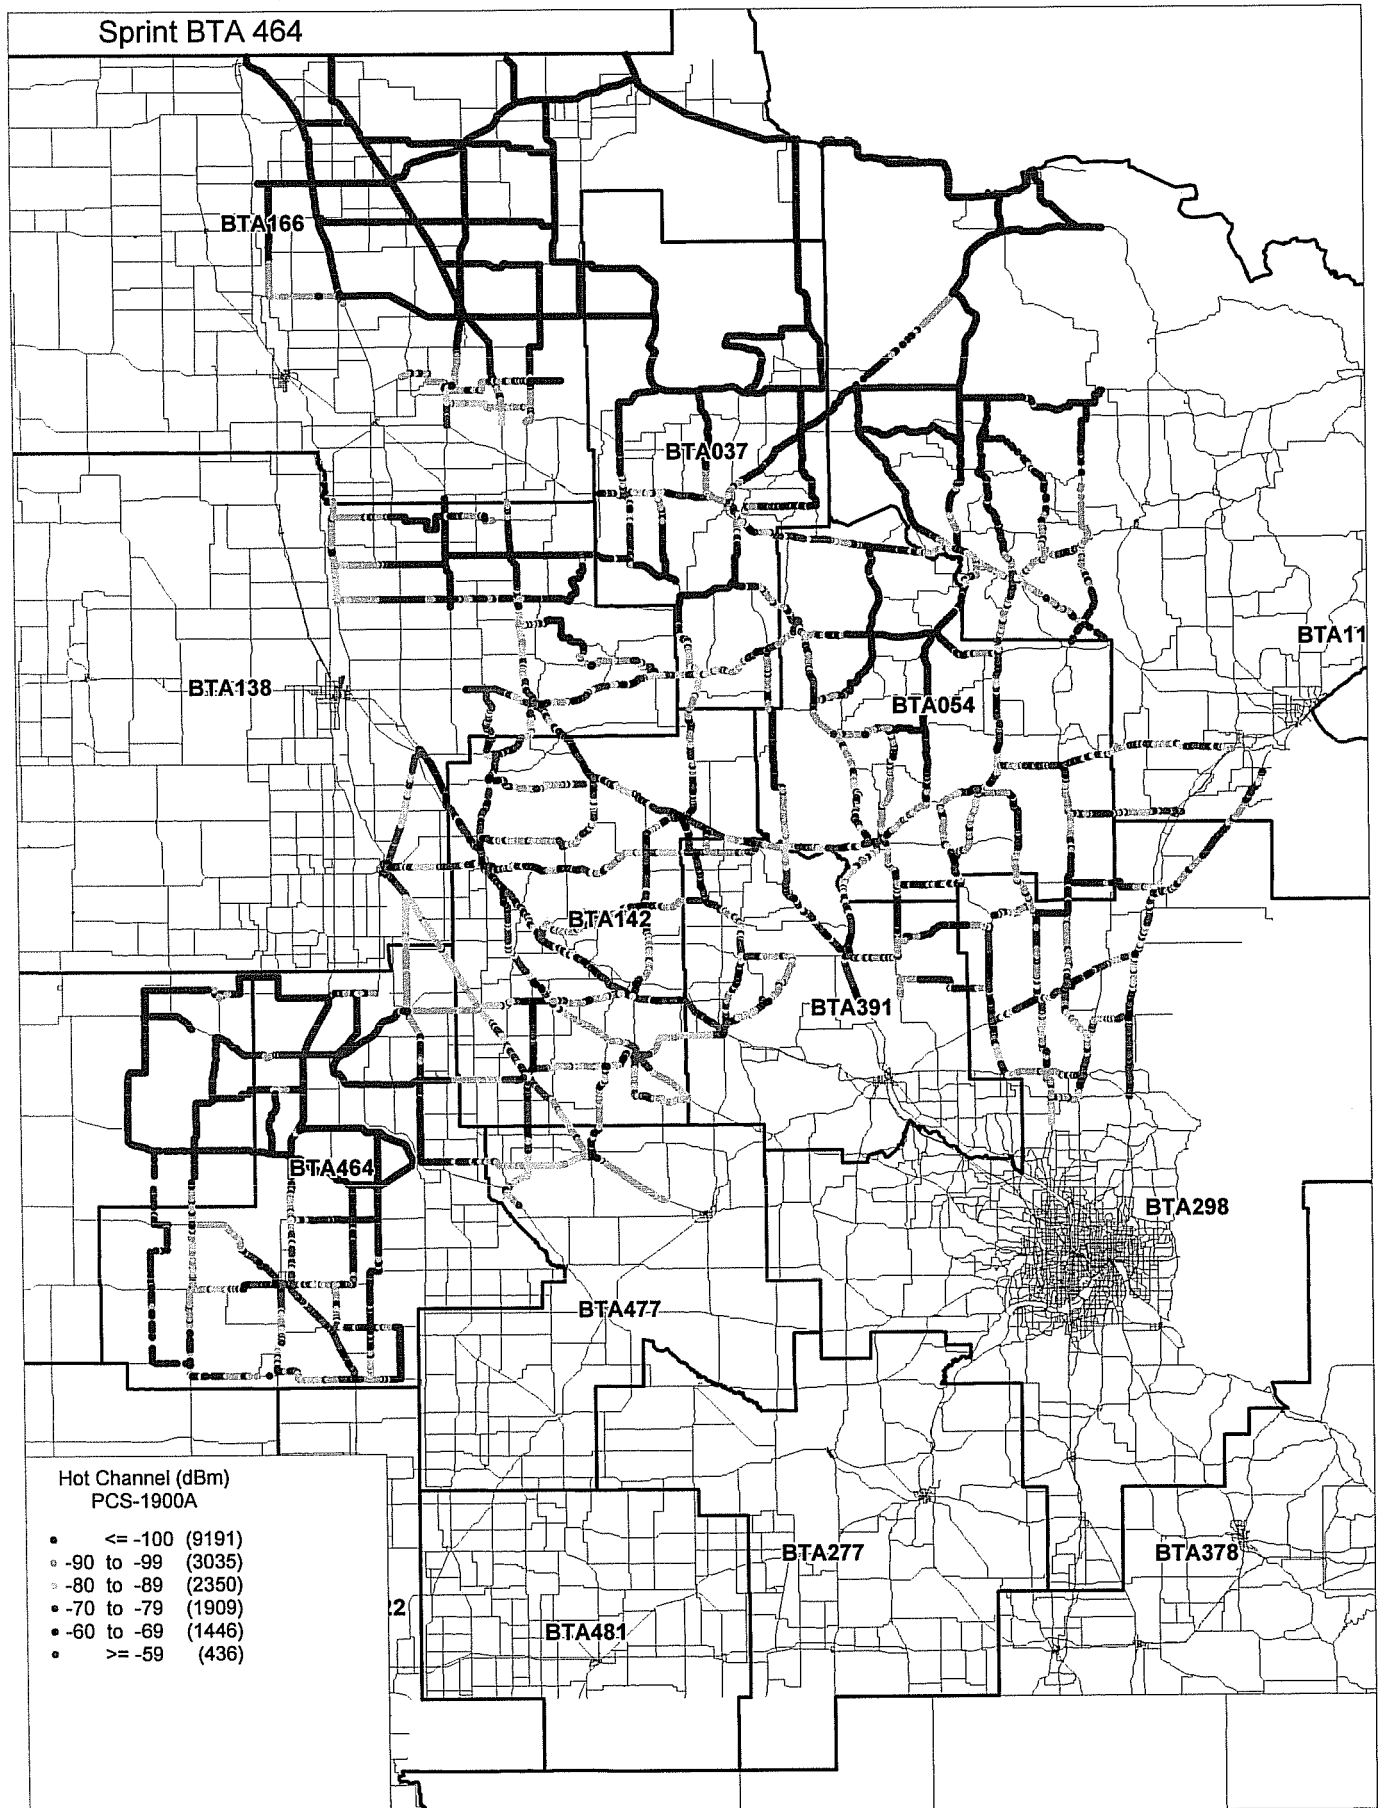 Sprint BTA 464
BTA166
BTA037
BTA11
BTA138
BTA054
BTA142
BTA391
BTA464
BTA298
BTA477
Hot Channel (dBm)
PCS-1900A
<= -100 (9191)
-90 to -99 (3035)
-80 to -89 (2350)
-70 to -79 (1909)
-60 to -69 (1446)
>= -59 (436)
BTA277
BTA378
22
BTA481